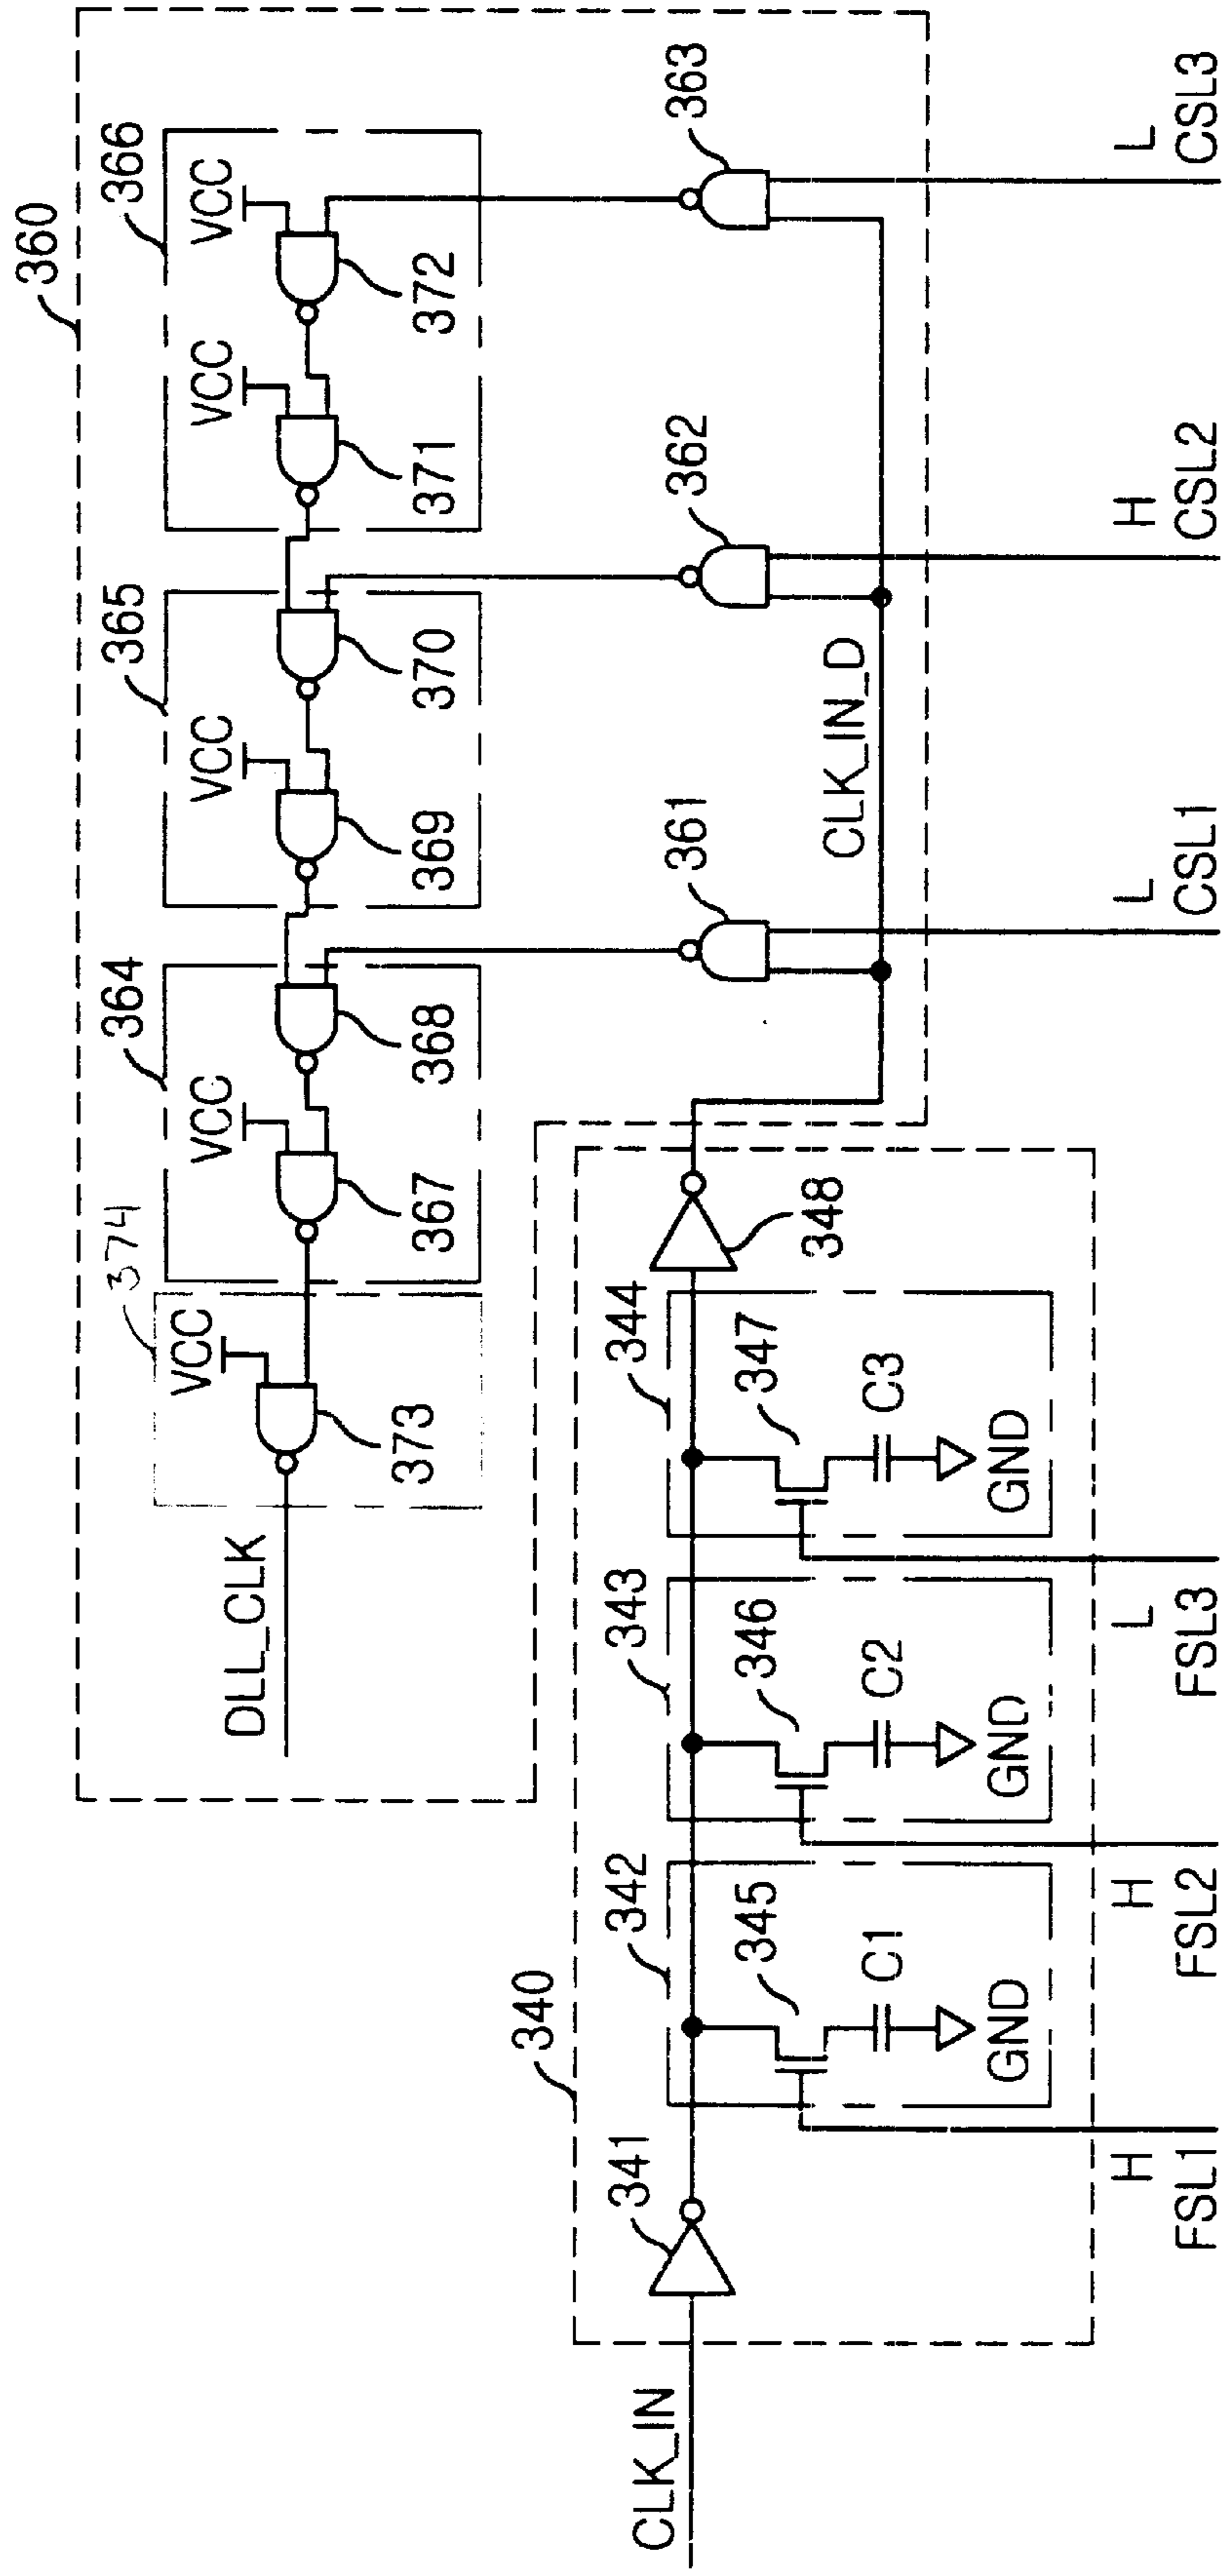 360
366
VCC
372
VCC
371
363
L
CSL3
365
370
VCC
369
362
H
CSL2
CLK_IN_D
364
368
VCC
367
361
L
CSL1
374
VCC
373
DLL_CLK
348
344
347
C3
GND
L
FSL3
343
346
C2
GND
H
FSL2
342
345
C1
GND
H
FSL1
340
341
CLK_IN